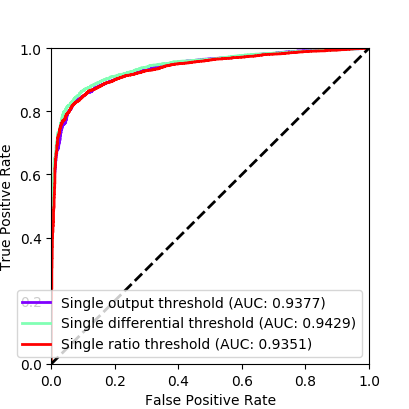 1.0
0.8
0.6
0.4
0.2
0.0
True Positive Rate
Single output threshold (AUC: 0.9377)
Single differential threshold (AUC: 0.9429)
Single ratio threshold (AUC: 0.9351)
0.0 0.2 0.4 0.6 0.8 1.0
False Positive Rate